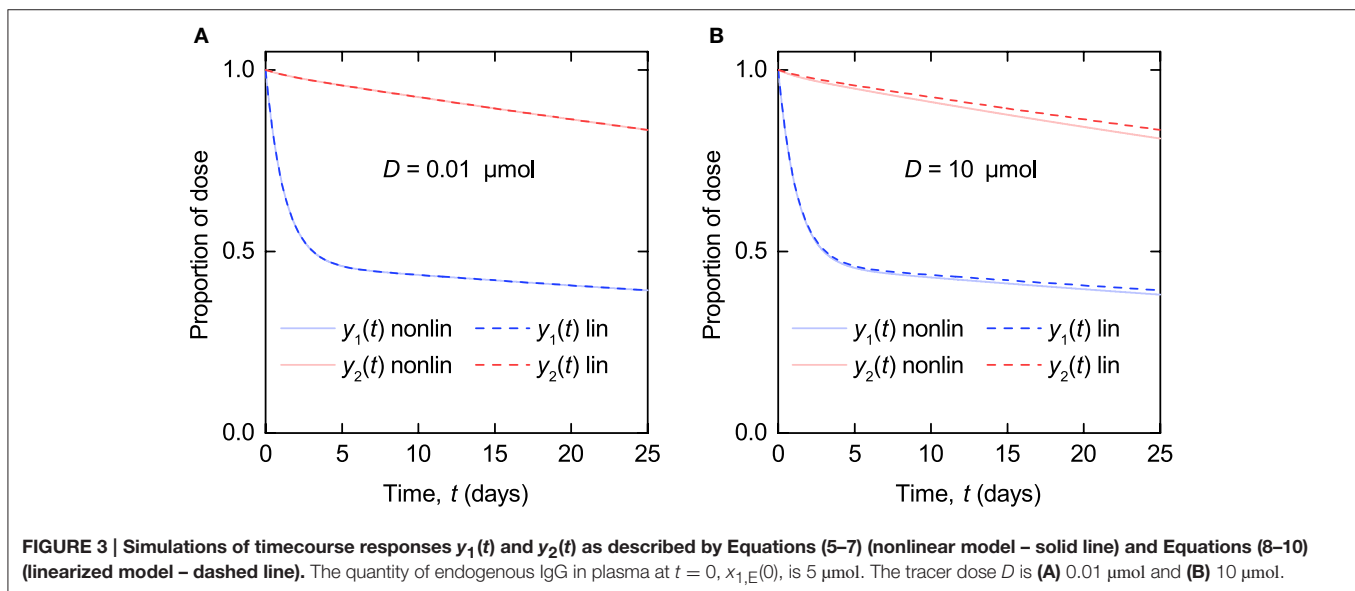 A
B
Proportion of dose
1.0
0.5
0.0
D = 0.01 μmol
y1(t) nonlin
y1(t) lin
y2(t) nonlin
y2(t) lin
0 5 10 15 20 25
Time, t (days)
Proportion of dose
1.0
0.5
0.0
D = 10 μmol
y1(t) nonlin
y1(t) lin
y2(t) nonlin
y2(t) lin
0 5 10 15 20 25
Time, t (days)
FIGURE 3 | Simulations of timecourse responses y1(t) and y2(t) as described by Equations (5–7) (nonlinear model – solid line) and Equations (8–10)
(linearized model – dashed line). The quantity of endogenous IgG in plasma at t = 0, x1,E(0), is 5 μmol. The tracer dose D is (A) 0.01 μmol and (B) 10 μmol.